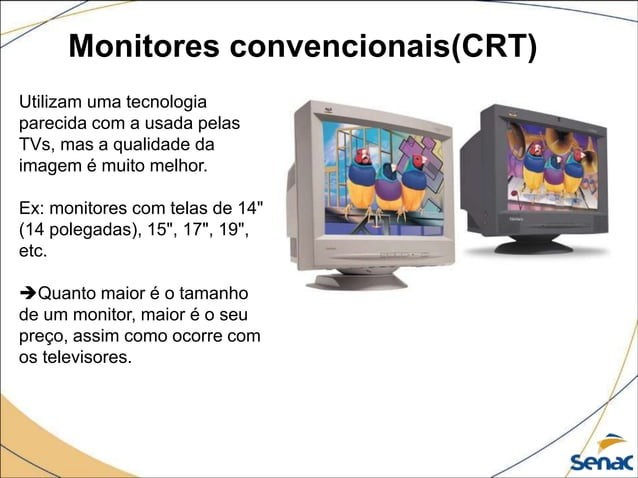 Monitores convencionais(CRT)
Utilizam uma tecnologia
parecida com a usada pelas
TVs, mas a qualidade da
imagem é muito melhor.
Ex: monitores com telas de 14"
(14 polegadas), 15", 17", 19",
etc.
➔Quanto maior é o tamanho
de um monitor, maior é o seu
preço, assim como ocorre com
os televisores.
Senac